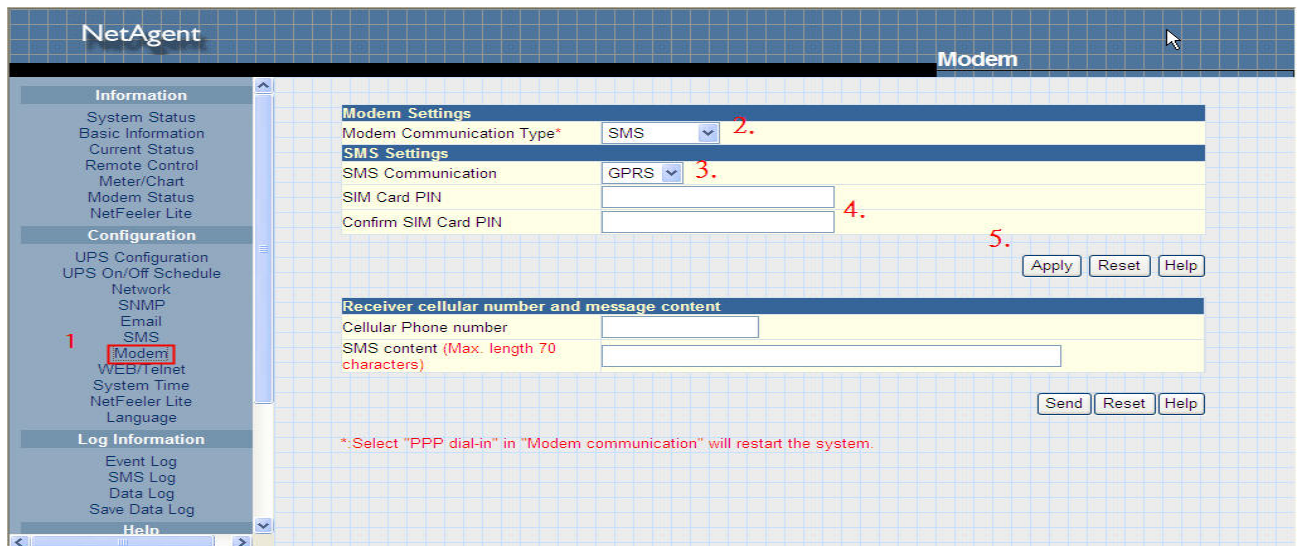 NetAgent
Modem
Information
System Status
Basic Information
Current Status
Remote Control
Meter/Chart
Modem Status
NetFeeler Lite
Configuration
UPS Configuration
UPS On/Off Schedule
Network
SNMP
Email
SMS
1
Modem
WEB/Telnet
System Time
NetFeeler Lite
Language
Log Information
Event Log
SMS Log
Data Log
Save Data Log
Help
Modem Settings
Modem Communication Type* SMS 2.
SMS Settings
SMS Communication GPRS 3.
SIM Card PIN
4.
Confirm SIM Card PIN
5.
Apply Reset Help
Receiver cellular number and message content
Cellular Phone number
SMS content (Max. length 70
characters)
Send Reset Help
*:Select "PPP dial-in" in "Modem communication" will restart the system.